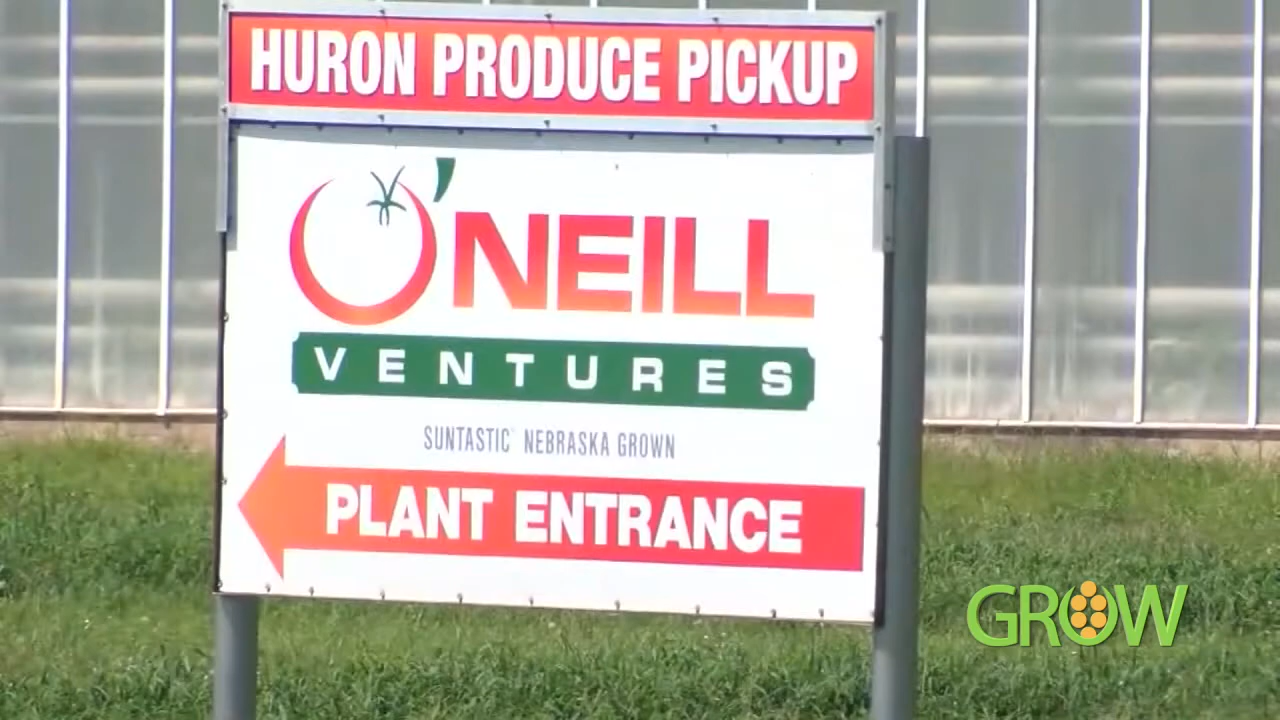 HURON PRODUCE PICKUP
O'NEILL
VENTURES
SUNTASTIC® NEBRASKA GROWN
PLANT ENTRANCE
GROW